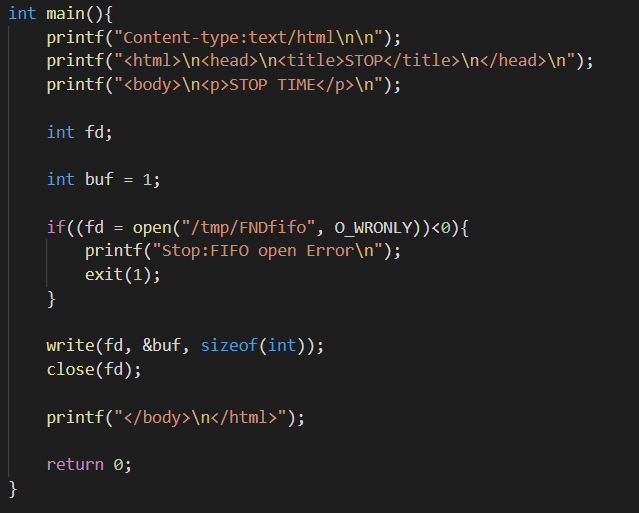 int main(){
    printf("Content-type:text/html\n\n");
    printf("<html>\n<head>\n<title>STOP</title>\n</head>\n");
    printf("<body>\n<p>STOP TIME</p>\n");

    int fd;

    int buf = 1;

    if((fd = open("/tmp/FNDfifo", O_WRONLY))<0){
        printf("Stop:FIFO open Error\n");
        exit(1);
    }

    write(fd, &buf, sizeof(int));
    close(fd);

    printf("</body>\n</html>");

    return 0;
}